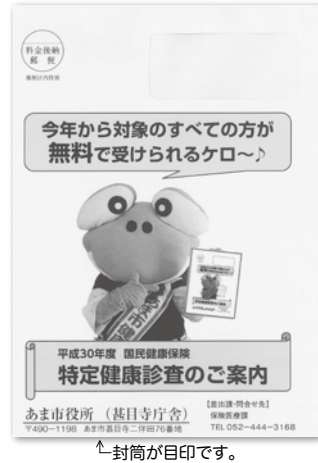 料金後納
郵便
今年から対象のすべての方が
無料で受けられるケロ～♪
平成30年度 国民健康保険
特定健康診査のご案内
あま市役所 （甚目寺庁舎）
〒490−1198 あま市甚目寺二伴田76番地
【差出課・問合せ先】
保険医療課
TEL 052−444−3168
封筒が目印です。